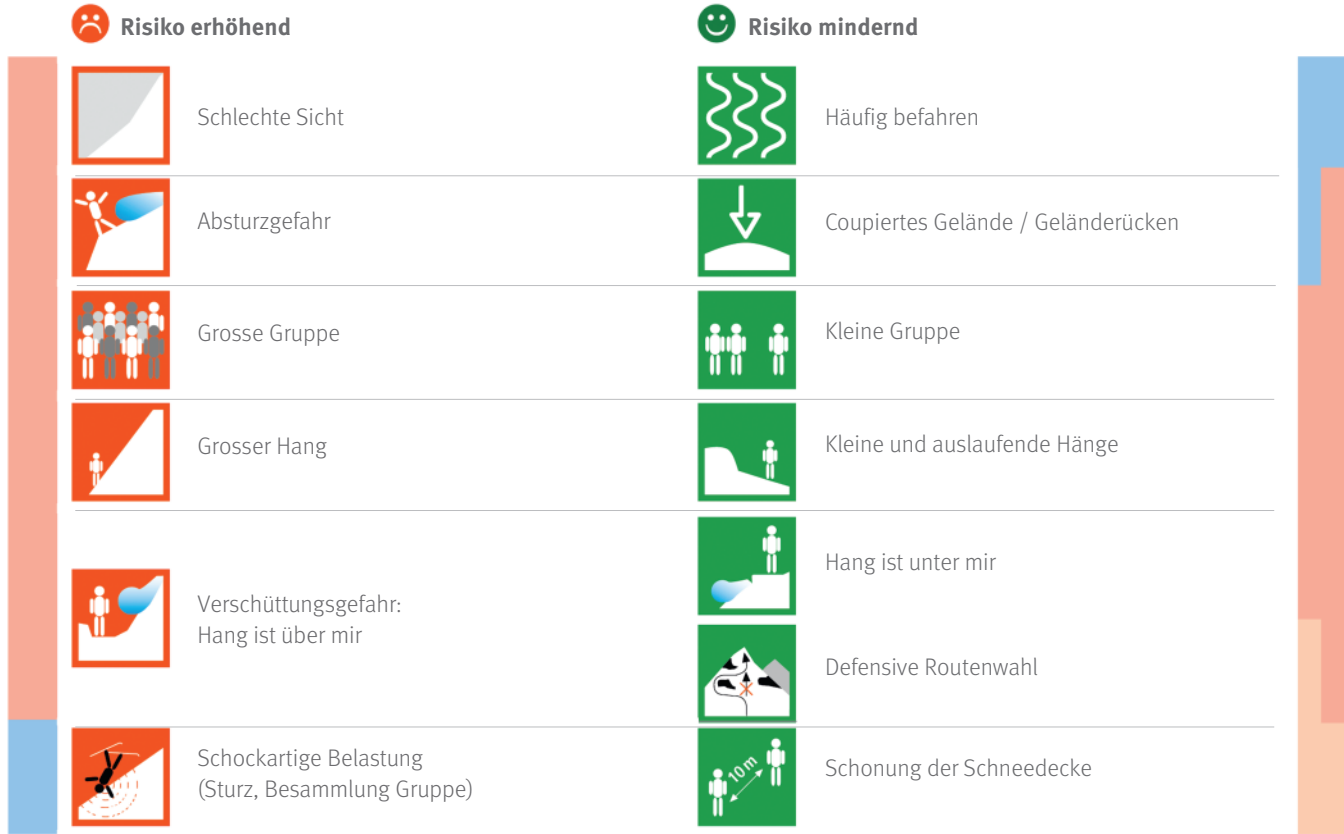 Risiko erhöhend
Risiko mindernd
Schlechte Sicht
Häufig befahren
Absturzgefahr
Coupiertes Gelände / Geländerücken
Grosse Gruppe
Kleine Gruppe
Grosser Hang
Kleine und auslaufende Hänge
Verschüttungsgefahr:
Hang ist über mir
Hang ist unter mir
Defensive Routenwahl
Schockartige Belastung
(Sturz, Besammlung Gruppe)
10 m
Schonung der Schneedecke